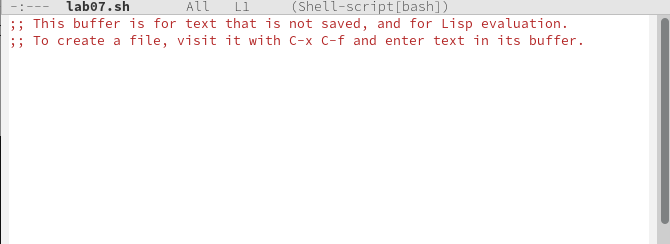 -:---  lab07.sh       All   L1     (Shell-script[bash])
;; This buffer is for text that is not saved, and for Lisp evaluation.
;; To create a file, visit it with C-x C-f and enter text in its buffer.